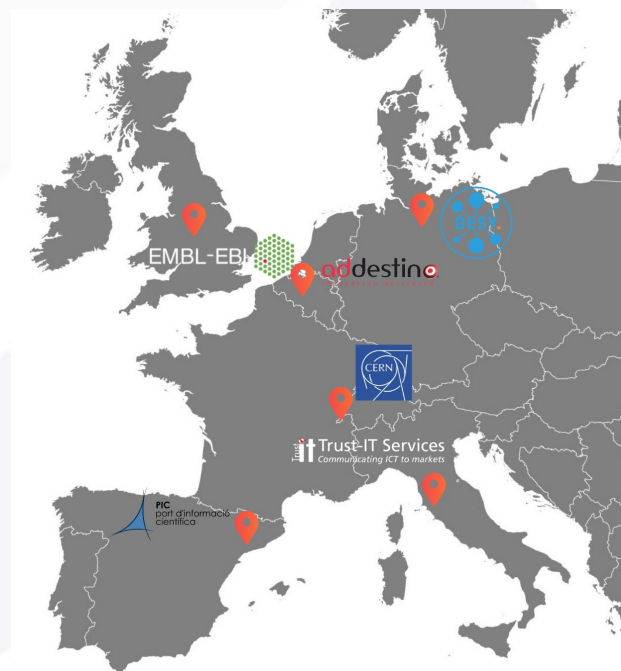 EMBL-EBI
DESY
addestino
CERN
Trust-IT Services
Communicating ICT to markets
PIC
port d'informació
científica